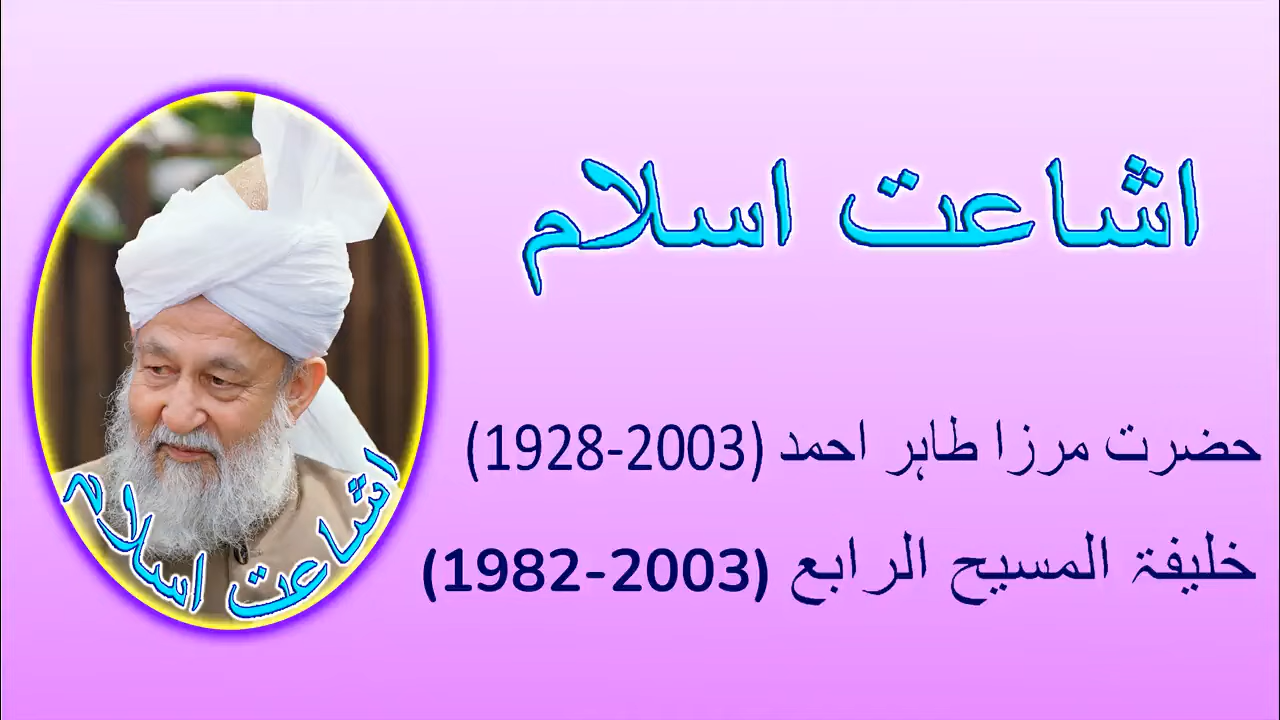 اشاعت اسلام
حضرت مرزا طاہر احمد (1928-2003)
خلیفۃ المسیح الرابع (1982-2003)
اشاعت اسلام